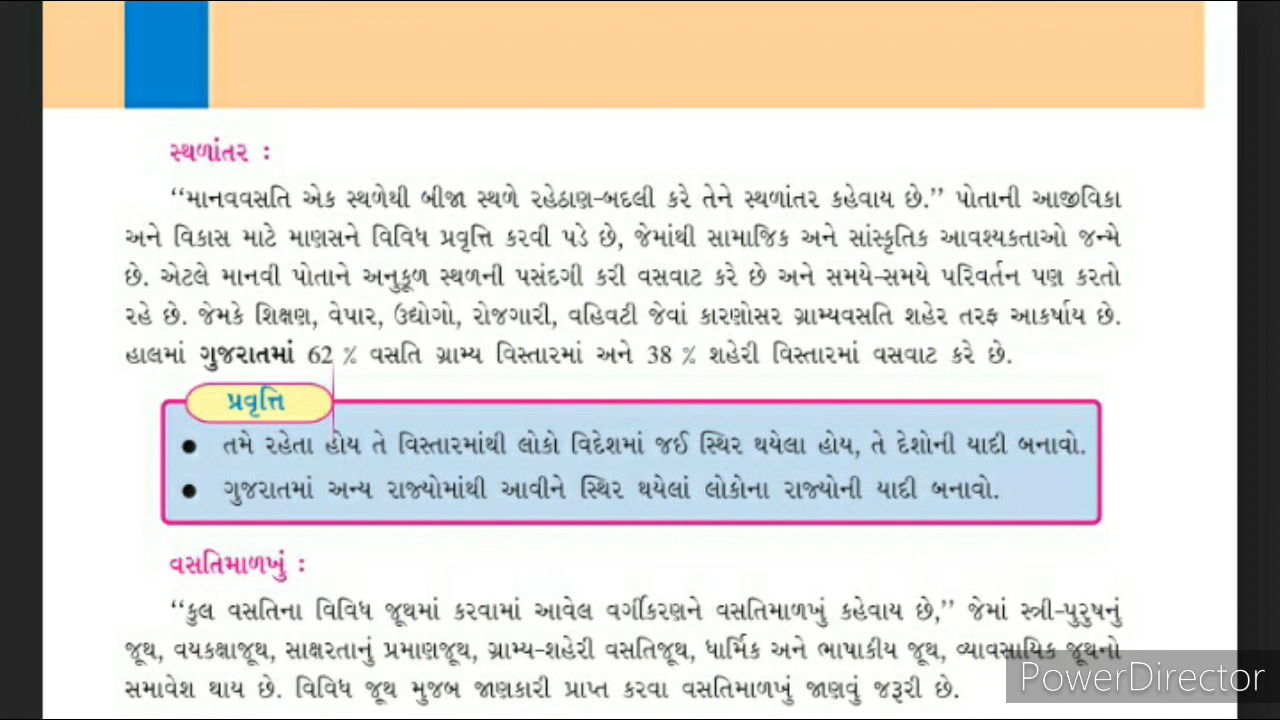 સ્થળાંતર :
“માનવવસતિ એક સ્થળેથી બીજા સ્થળે રહેઠાણ-બદલી કરે તેને સ્થળાંતર કહેવાય છે.” પોતાની આજીવિકા
અને વિકાસ માટે માણસને વિવિધ પ્રવૃત્તિ કરવી પડે છે, જેમાંથી સામાજિક અને સાંસ્કૃતિક આવશ્યકતાઓ જન્મે
છે. એટલે માનવી પોતાને અનુકૂળ સ્થળની પસંદગી કરી વસવાટ કરે છે અને સમયે-સમયે પરિવર્તન પણ કરતો
રહે છે. જેમકે શિક્ષણ, વેપાર, ઉદ્યોગો, રોજગારી, વહિવટી જેવાં કારણોસર ગ્રામ્યવસતિ શહેર તરફ આકર્ષાય છે.
હાલમાં ગુજરાતમાં 62 % વસતિ ગ્રામ્ય વિસ્તારમાં અને 38 % શહેરી વિસ્તારમાં વસવાટ કરે છે.
પ્રવૃત્તિ
● તમે રહેતા હોય તે વિસ્તારમાંથી લોકો વિદેશમાં જઈ સ્થિર થયેલા હોય, તે દેશોની યાદી બનાવો.
● ગુજરાતમાં અન્ય રાજ્યોમાંથી આવીને સ્થિર થયેલાં લોકોના રાજ્યોની યાદી બનાવો.
વસતિમાળખું :
“કુલ વસતિના વિવિધ જૂથમાં કરવામાં આવેલ વર્ગીકરણને વસતિમાળખું કહેવાય છે,” જેમાં સ્ત્રી-પુરુષનું
જૂથ, વયકક્ષાજૂથ, સાક્ષરતાનું પ્રમાણજૂથ, ગ્રામ્ય-શહેરી વસતિજૂથ, ધાર્મિક અને ભાષાકીય જૂથ, વ્યાવસાયિક જૂથનો
સમાવેશ થાય છે. વિવિધ જૂથ મુજબ જાણકારી પ્રાપ્ત કરવા વસતિમાળખું જાણવું જરૂરી છે.
PowerDirector